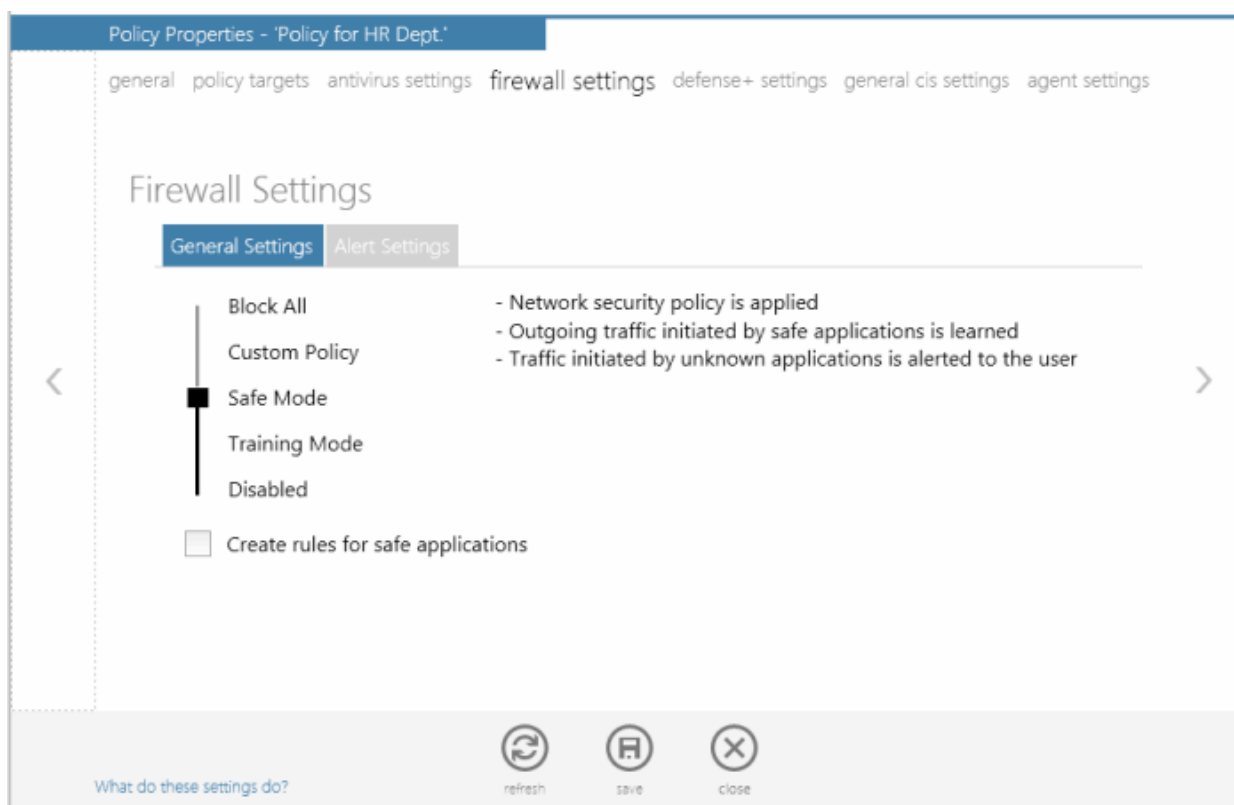 Policy Properties - 'Policy for HR Dept.'
general policy targets antivirus settings firewall settings defense+ settings general cis settings agent settings
Firewall Settings
General Settings Alert Settings
Block All
Custom Policy
Safe Mode
Training Mode
Disabled
- Network security policy is applied
- Outgoing traffic initiated by safe applications is learned
- Traffic initiated by unknown applications is alerted to the user
Create rules for safe applications
What do these settings do?
refresh save close